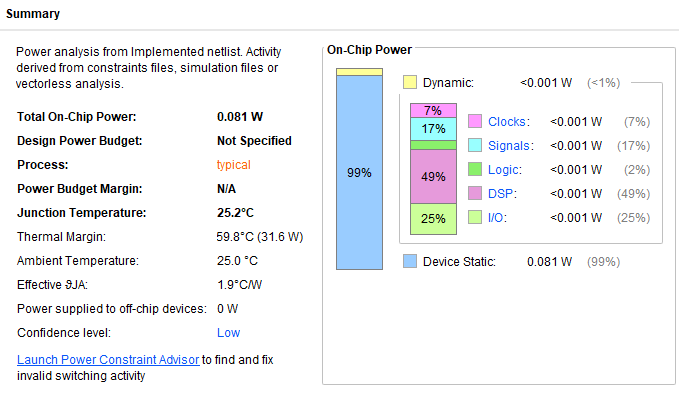 Summary
Power analysis from Implemented netlist. Activity
derived from constraints files, simulation files or
vectorless analysis.
Total On-Chip Power: 0.081 W
Design Power Budget: Not Specified
Process: typical
Power Budget Margin: N/A
Junction Temperature: 25.2°C
Thermal Margin: 59.8°C (31.6 W)
Ambient Temperature: 25.0 °C
Effective ϑJA: 1.9°C/W
Power supplied to off-chip devices: 0 W
Confidence level: Low
Launch Power Constraint Advisor to find and fix
invalid switching activity
On-Chip Power
99%
Dynamic: <0.001 W (<1%)
7%
17%
49%
25%
Clocks: <0.001 W (7%)
Signals: <0.001 W (17%)
Logic: <0.001 W (2%)
DSP: <0.001 W (49%)
I/O: <0.001 W (25%)
Device Static: 0.081 W (99%)